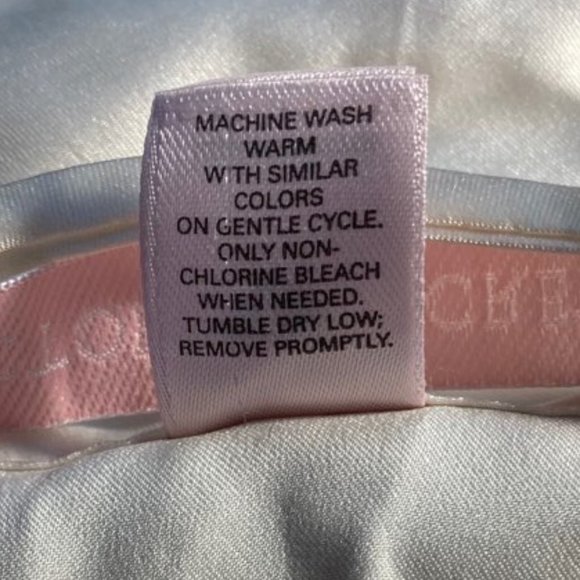 MACHINE WASH
WARM
WITH SIMILAR
COLORS
ON GENTLE CYCLE.
ONLY NON-
CHLORINE BLEACH
WHEN NEEDED.
TUMBLE DRY LOW;
REMOVE PROMPTLY.